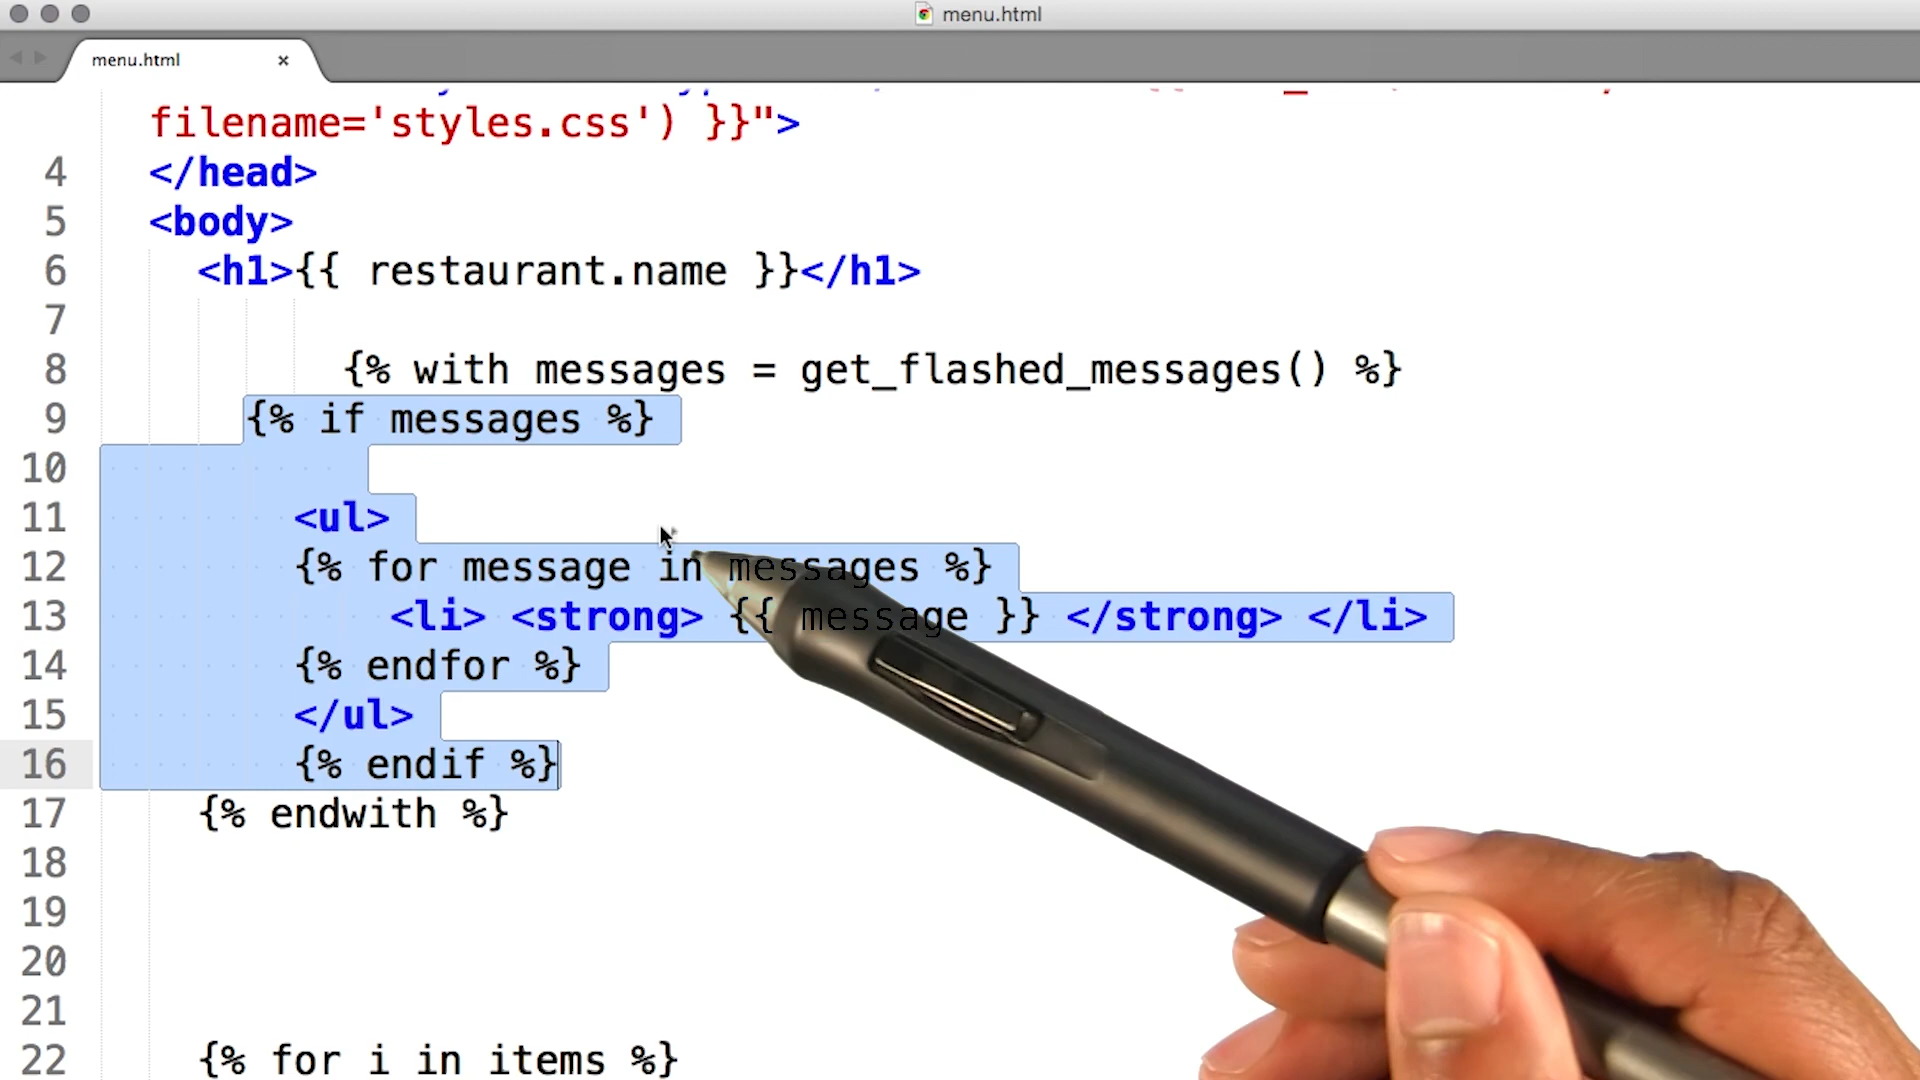 menu.html
menu.html ×
filename='styles.css') }}">
4 </head>
5 <body>
6 <h1>{{ restaurant.name }}</h1>
7
8 {% with messages = get_flashed_messages() %}
9 {% if messages %}
10
11 <ul>
12 {% for message in messages %}
13 <li> <strong> {{ message }} </strong> </li>
14 {% endfor %}
15 </ul>
16 {% endif %}
17 {% endwith %}
18
19
20
21
22 {% for i in items %}